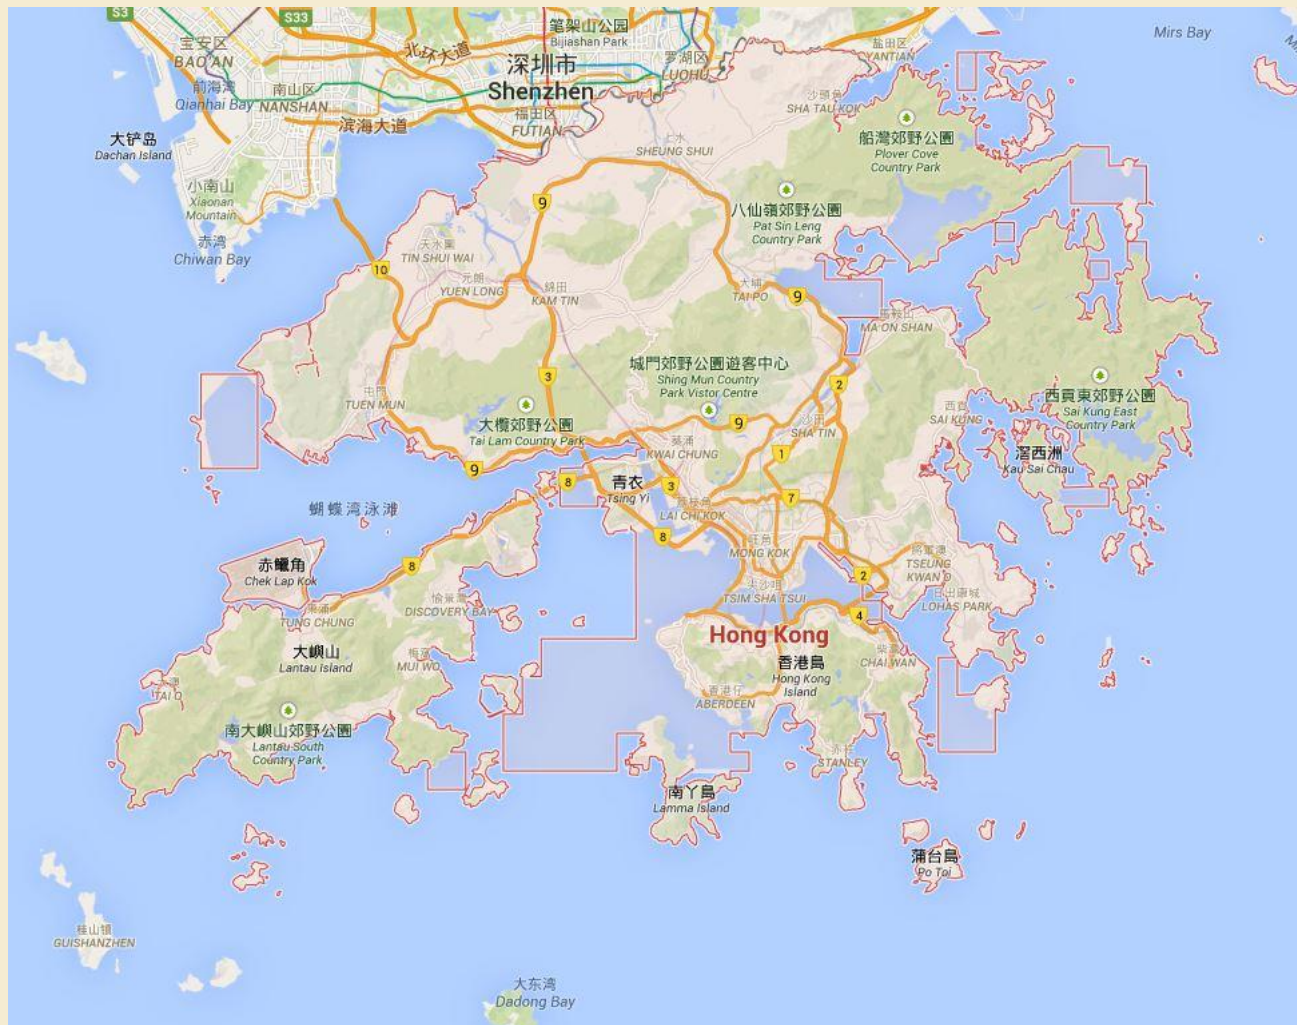 S3
S33
笔架山公园
Bijiashan Park
宝安区
BAO'AN
北环大道
罗湖区
LUOHU
盐田区
YANTIAN
Mirs Bay
深圳市
Shenzhen
前海湾
Qianhai Bay
南山区
NANSHAN
滨海大道
福田区
FUTIAN
沙頭角
SHA TAU KOK
大铲岛
Dachan Island
上水
SHEUNG SHUI
船灣郊野公園
Plover Cove
Country Park
小南山
Xiaonan
Mountain
9
八仙嶺郊野公園
Pat Sin Leng
Country Park
赤湾
Chiwan Bay
天水圍
TIN SHUI WAI
10
元朗
YUEN LONG
錦田
KAM TIN
大埔
TAI PO
9
馬鞍山
MA ON SHAN
城門郊野公園遊客中心
Shing Mun Country
Park Vistor Centre
3
2
屯門
TUEN MUN
大欖郊野公園
Tai Lam Country Park
9
沙田
SHA TIN
西貢
SAI KUNG
西貢東郊野公園
Sai Kung East
Country Park
葵涌
KWAI CHUNG
1
滘西洲
Kau Sai Chau
9
8
青衣
Tsing Yi
3
荔枝角
LAI CHI KOK
7
蝴蝶湾泳滩
8
旺角
MONG KOK
將軍澳
TSEUNG
KWAN O
赤鱲角
Chek Lap Kok
8
2
尖沙咀
TSIM SHA TSUI
日出康城
LOHAS PARK
愉景灣
DISCOVERY BAY
東涌
TUNG CHUNG
4
Hong Kong
大嶼山
Lantau Island
梅窩
MUI WO
香港島
Hong Kong
Island
柴灣
CHAI WAN
大澳
TAI O
香港仔
ABERDEEN
南大嶼山郊野公園
Lantau South
Country Park
赤柱
STANLEY
南丫島
Lamma Island
蒲台島
Po Toi
桂山镇
GUISHANZHEN
大东湾
Dadong Bay